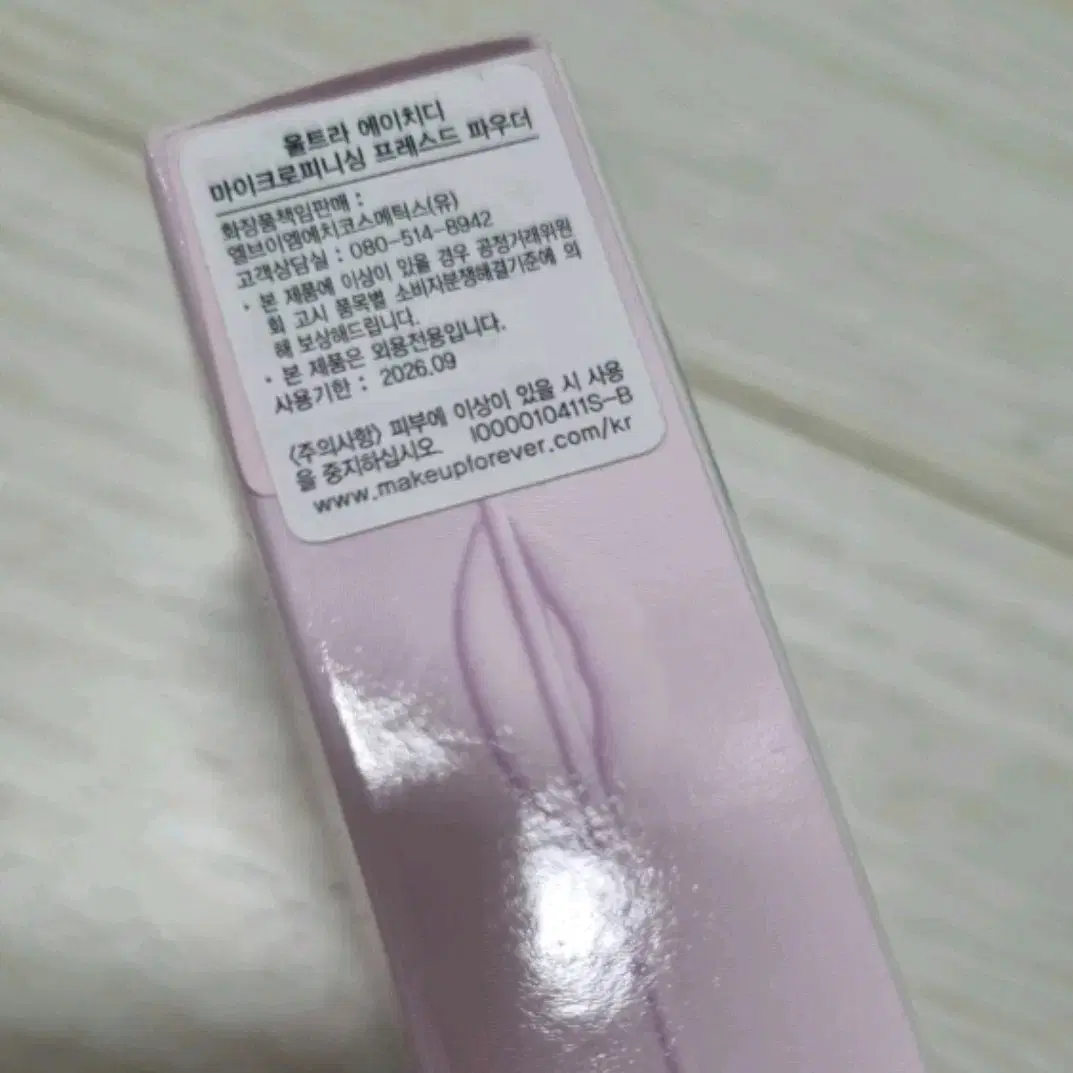 울트라 에이치디
마이크로피니싱 프레스드 파우더
화장품책임판매 :
엘브이엠에치코스메틱스(유)
고객상담실 : 080-514-8942
· 본 제품에 이상이 있을 경우 공정거래위원
회 고시 품목별 소비자분쟁해결기준에 의
해 보상해드립니다.
· 본 제품은 외용전용입니다.
사용기한 : 2026.09
<주의사항> 피부에 이상이 있을 시 사용
을 중지하십시오. I000010411S-B
www.makeupforever.com/kr